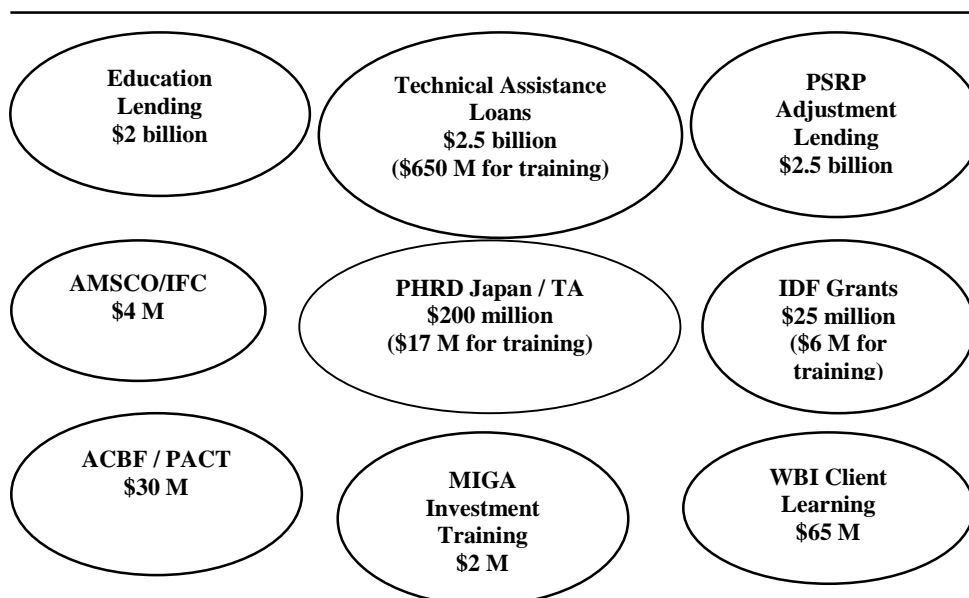 Education
Lending
$2 billion
Technical Assistance
Loans
$2.5 billion
($650 M for training)
PSRP
Adjustment
Lending
$2.5 billion
AMSCO/IFC
$4 M
PHRD Japan / TA
$200 million
($17 M for training)
IDF Grants
$25 million
($6 M for
training)
ACBF / PACT
$30 M
MIGA
Investment
Training
$2 M
WBI Client
Learning
$65 M